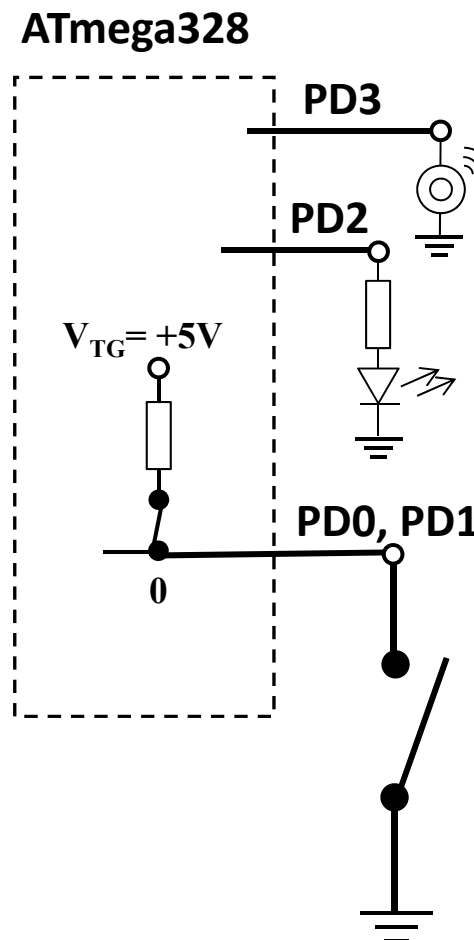 ATmega328
PD3
PD2
VTG= +5V
PD0, PD1
0